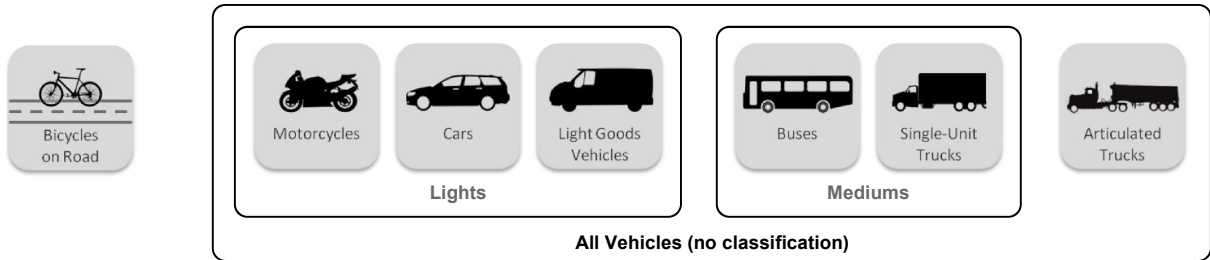 Bicycles
on Road
Motorcycles
Cars
Light Goods
Vehicles
Lights
Buses
Single-Unit
Trucks
Mediums
Articulated
Trucks
All Vehicles (no classification)